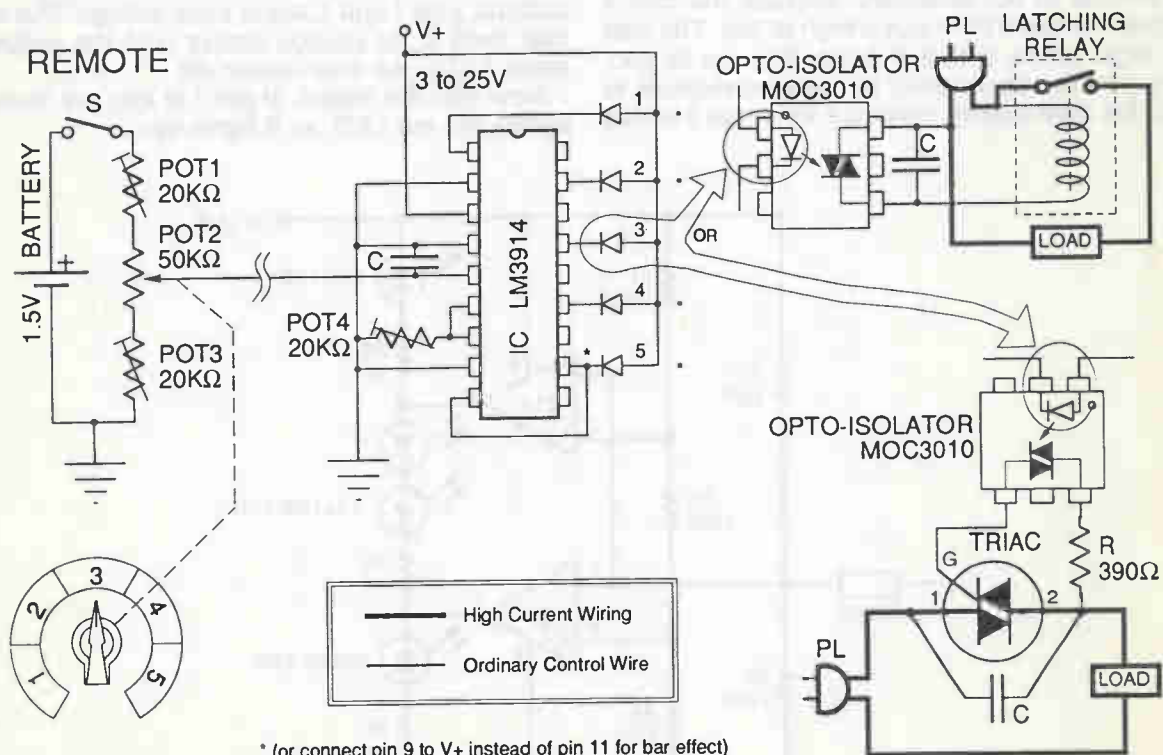 REMOTE
S
BATTERY
1.5V
+
POT1
20KΩ
POT2
50KΩ
POT3
20KΩ
V+
3 to 25V
C
POT4
20KΩ
IC LM3914
1
2
3
4
*
5
OR
OPTO-ISOLATOR
MOC3010
C
PL
LATCHING
RELAY
LOAD
OPTO-ISOLATOR
MOC3010
TRIAC
G
1
2
R
390Ω
PL
C
LOAD
1
2
3
4
5
High Current Wiring
Ordinary Control Wire
* (or connect pin 9 to V+ instead of pin 11 for bar effect)